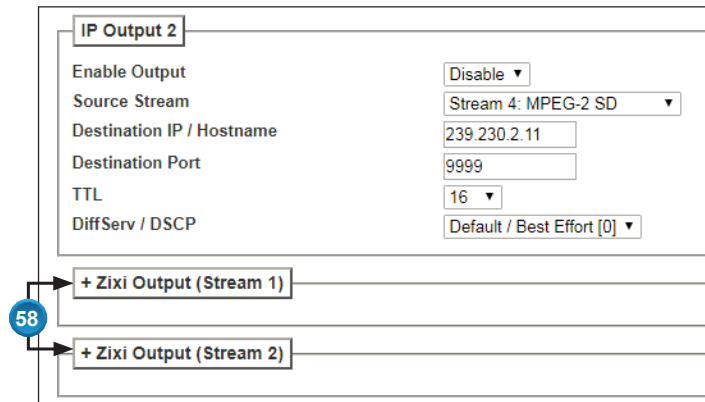 IP Output 2
Enable Output Disable
Source Stream Stream 4: MPEG-2 SD
Destination IP / Hostname 239.230.2.11
Destination Port 9999
TTL 16
DiffServ / DSCP Default / Best Effort [0]
+ Zixi Output (Stream 1)
58
+ Zixi Output (Stream 2)